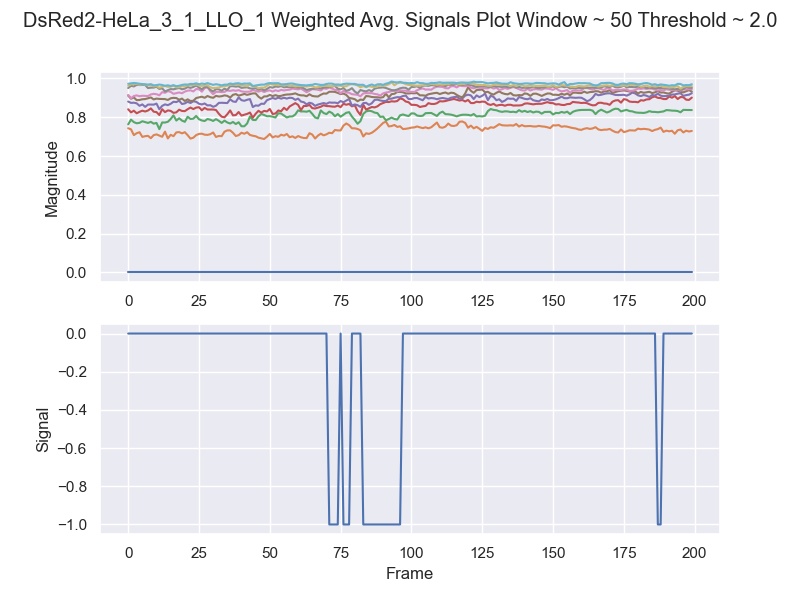 DsRed2-HeLa_3_1_LLO_1 Weighted Avg. Signals Plot Window ~ 50 Threshold ~ 2.0
1.0
0.8
0.6
0.4
0.2
0.0
Magnitude
0 25 50 75 100 125 150 175 200
0.0
−0.2
−0.4
−0.6
−0.8
−1.0
Signal
0 25 50 75 100 125 150 175 200
Frame